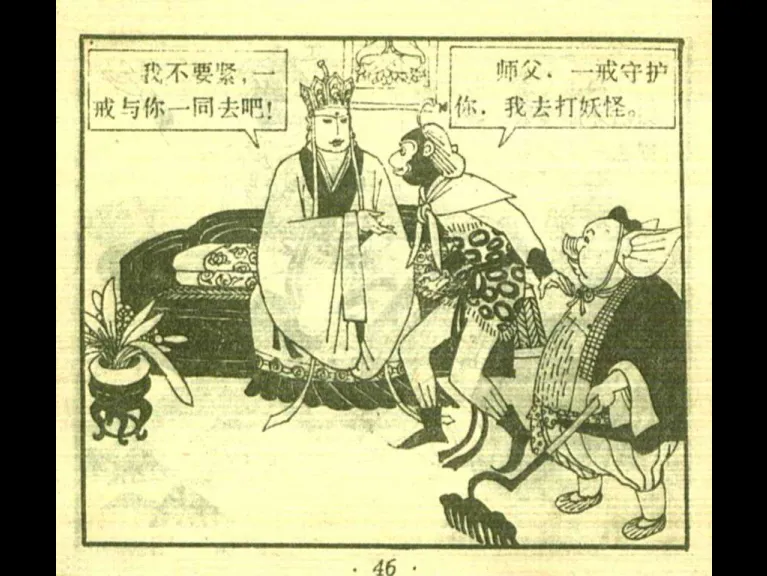 我不要紧,一
戒与你一同去吧!
师父．一戒守护
你．我去打妖怪。
· 46 ·